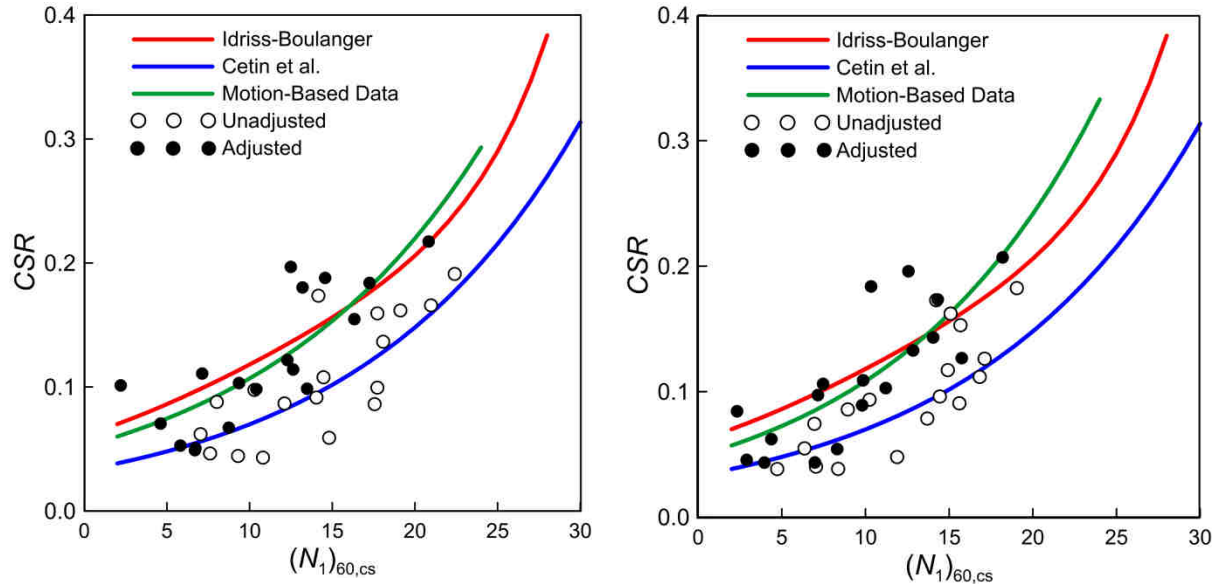 0.4
0.3
0.2
0.1
0.0
CSR
Idriss-Boulanger
Cetin et al.
Motion-Based Data
Unadjusted
Adjusted
0 5 10 15 20 25 30
(N₁)₆₀,cs
0.4
0.3
0.2
0.1
0.0
CSR
Idriss-Boulanger
Cetin et al.
Motion-Based Data
Unadjusted
Adjusted
0 5 10 15 20 25 30
(N₁)₆₀,cs